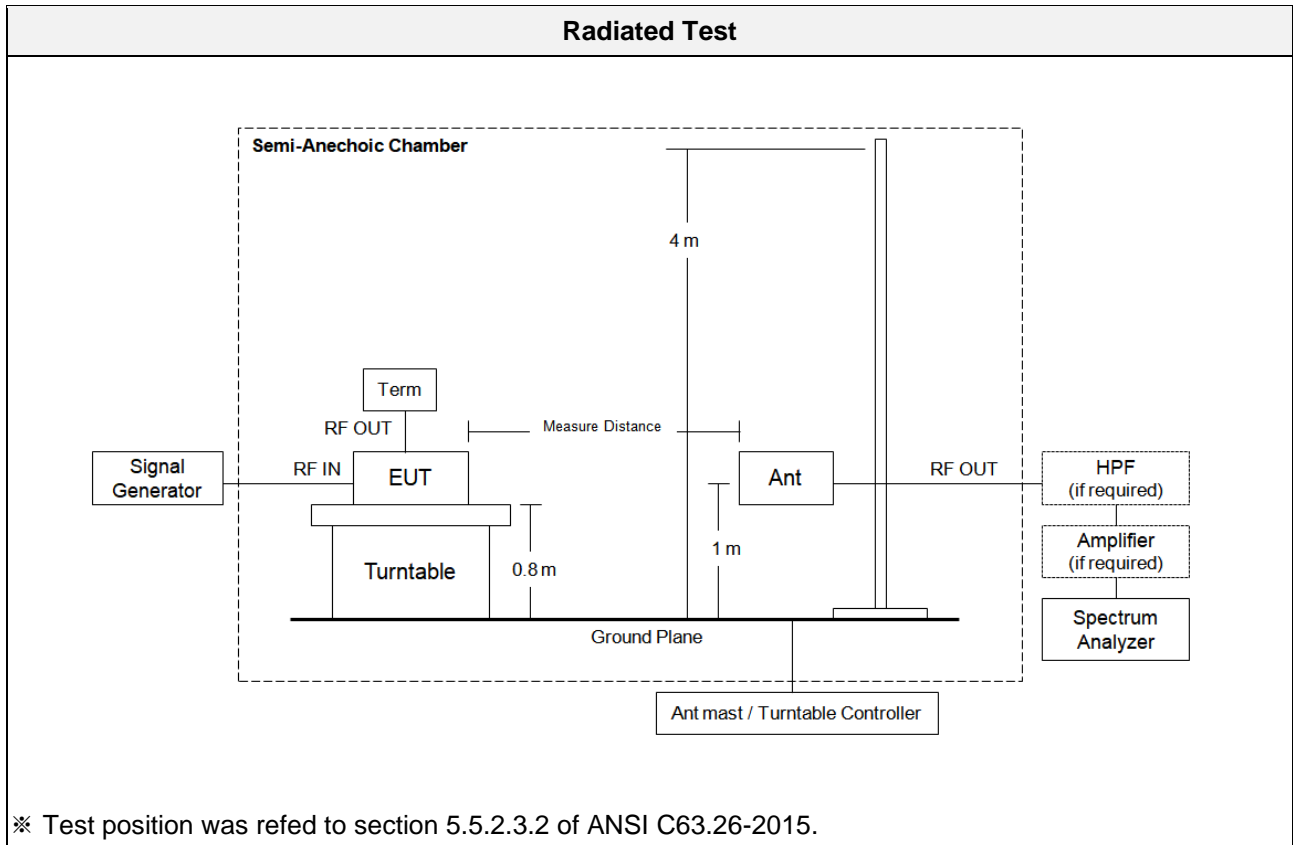 Radiated Test
Semi-Anechoic Chamber
4 m
Term
RF OUT
Measure Distance
Signal
Generator
RF IN
EUT
Ant
RF OUT
HPF
(if required)
Amplifier
(if required)
1 m
Turntable
0.8 m
Spectrum
Analyzer
Ground Plane
Ant mast / Turntable Controller
※ Test position was refed to section 5.5.2.3.2 of ANSI C63.26-2015.